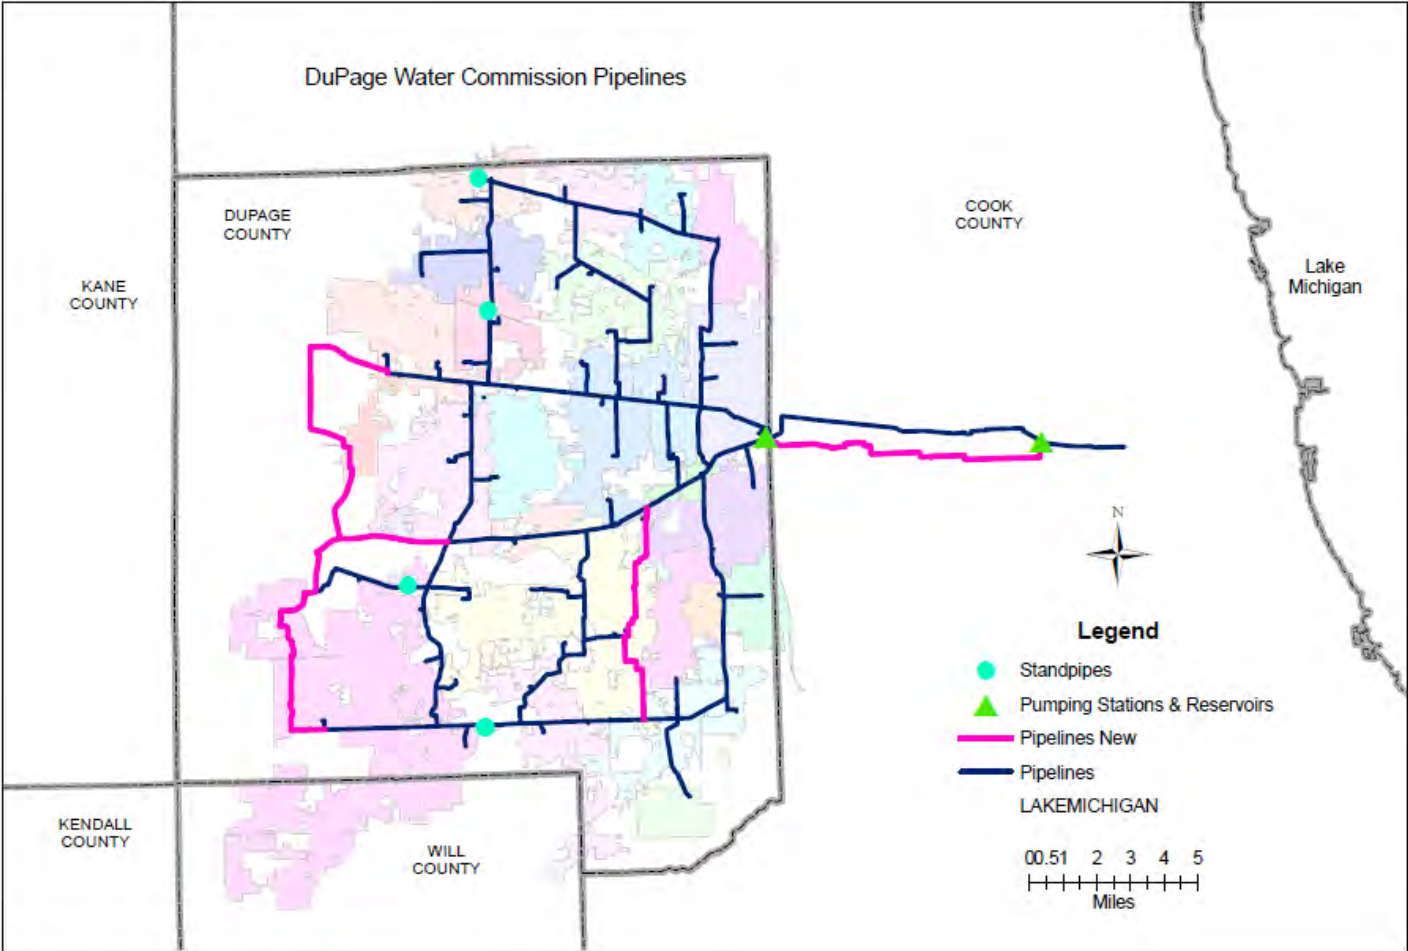 DuPage Water Commission Pipelines
DUPAGE
COUNTY
COOK
COUNTY
KANE
COUNTY
Lake
Michigan
N
Legend
Standpipes
Pumping Stations & Reservoirs
Pipelines New
Pipelines
LAKEMICHIGAN
KENDALL
COUNTY
WILL
COUNTY
00.51 2 3 4 5
Miles